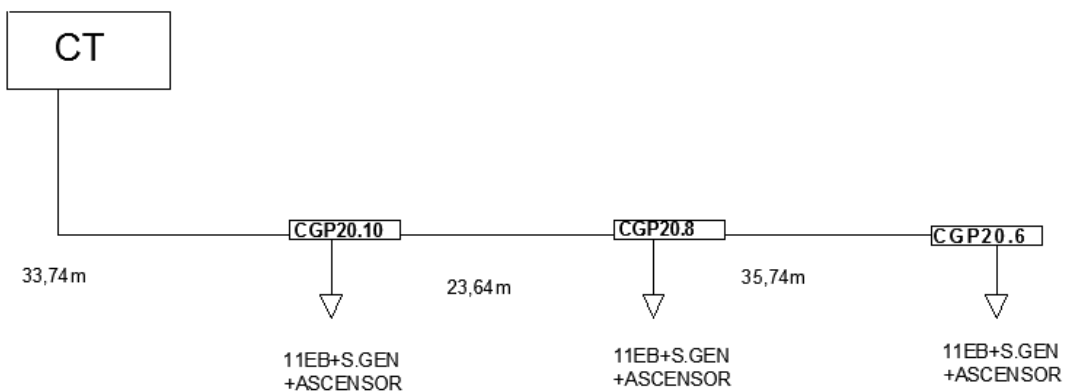 CT
CGP20.10
CGP20.8
CGP20.6
33,74m
23,64m
35,74m
11EB+S.GEN
+ASCENSOR
11EB+S.GEN
+ASCENSOR
11EB+S.GEN
+ASCENSOR